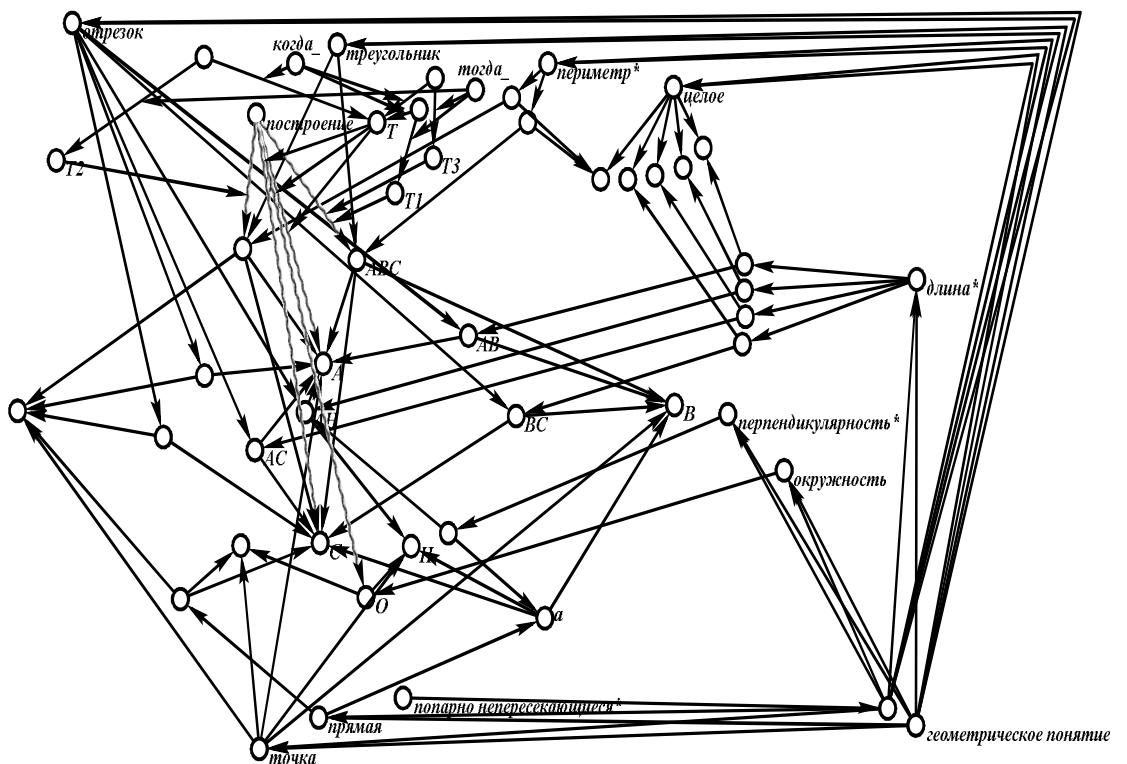 отрезок
когда_
треугольник
тогда_
периметр*
целое
построение
T
T2
T3
T1
ABC
длина*
AB
A
AH
B
BC
перпендикулярность*
AC
окружность
C
H
O
a
попарно непересекающиеся*
прямая
геометрическое понятие
точка